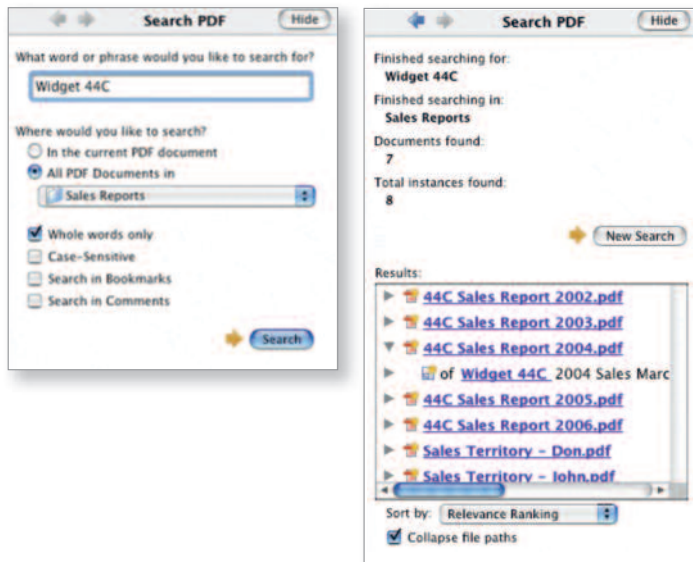 Search PDF
Hide
What word or phrase would you like to search for?
Widget 44C
Where would you like to search?
In the current PDF document
All PDF Documents in
Sales Reports
Whole words only
Case-Sensitive
Search in Bookmarks
Search in Comments
Search
Search PDF
Hide
Finished searching for:
Widget 44C
Finished searching in:
Sales Reports
Documents found:
7
Total instances found:
8
New Search
Results:
44C Sales Report 2002.pdf
44C Sales Report 2003.pdf
44C Sales Report 2004.pdf
of Widget 44C 2004 Sales Marc
44C Sales Report 2005.pdf
44C Sales Report 2006.pdf
Sales Territory - Don.pdf
Sales Territory - John.pdf
Sort by: Relevance Ranking
Collapse file paths